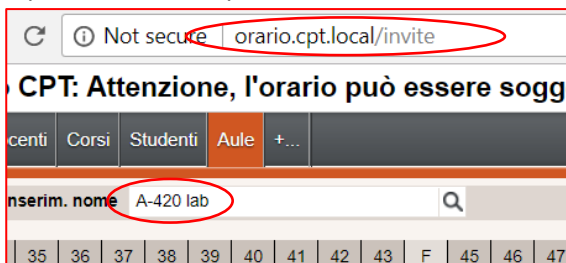 Not secure | orario.cpt.local/invite
CPT: Attenzione, l'orario può essere sogg
centi Corsi Studenti Aule +...
nserim. nome A-420 lab
35 36 37 38 39 40 41 42 43 F 45 46 47